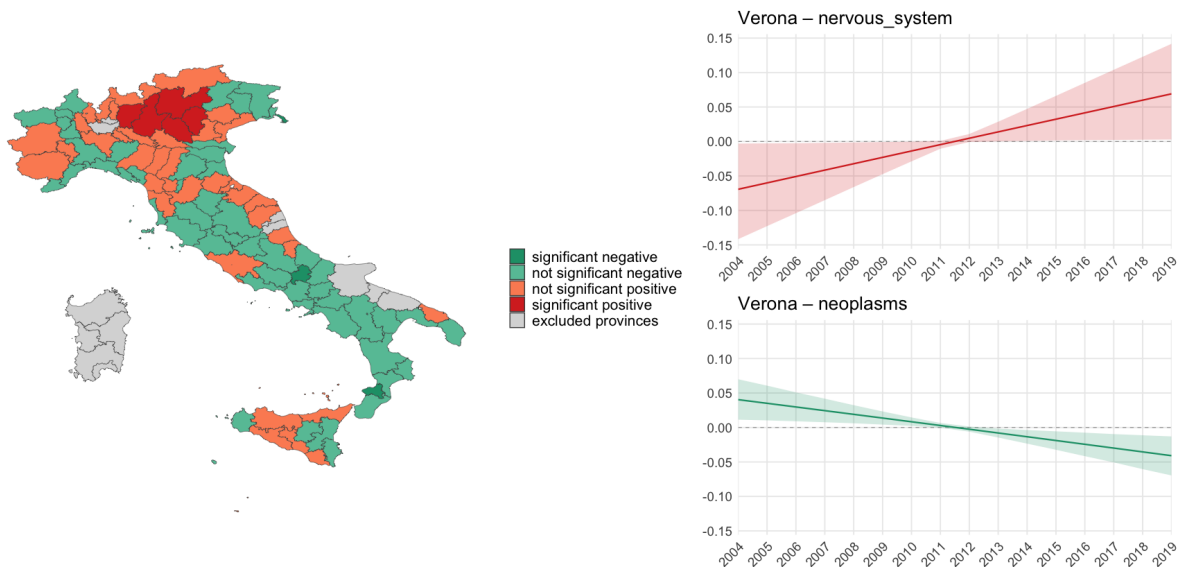 significant negative
not significant negative
not significant positive
significant positive
excluded provinces
Verona – nervous_system
0.15
0.10
0.05
0.00
-0.05
-0.10
-0.15
2004 2005 2006 2007 2008 2009 2010 2011 2012 2013 2014 2015 2016 2017 2018 2019
Verona – neoplasms
0.15
0.10
0.05
0.00
-0.05
-0.10
-0.15
2004 2005 2006 2007 2008 2009 2010 2011 2012 2013 2014 2015 2016 2017 2018 2019